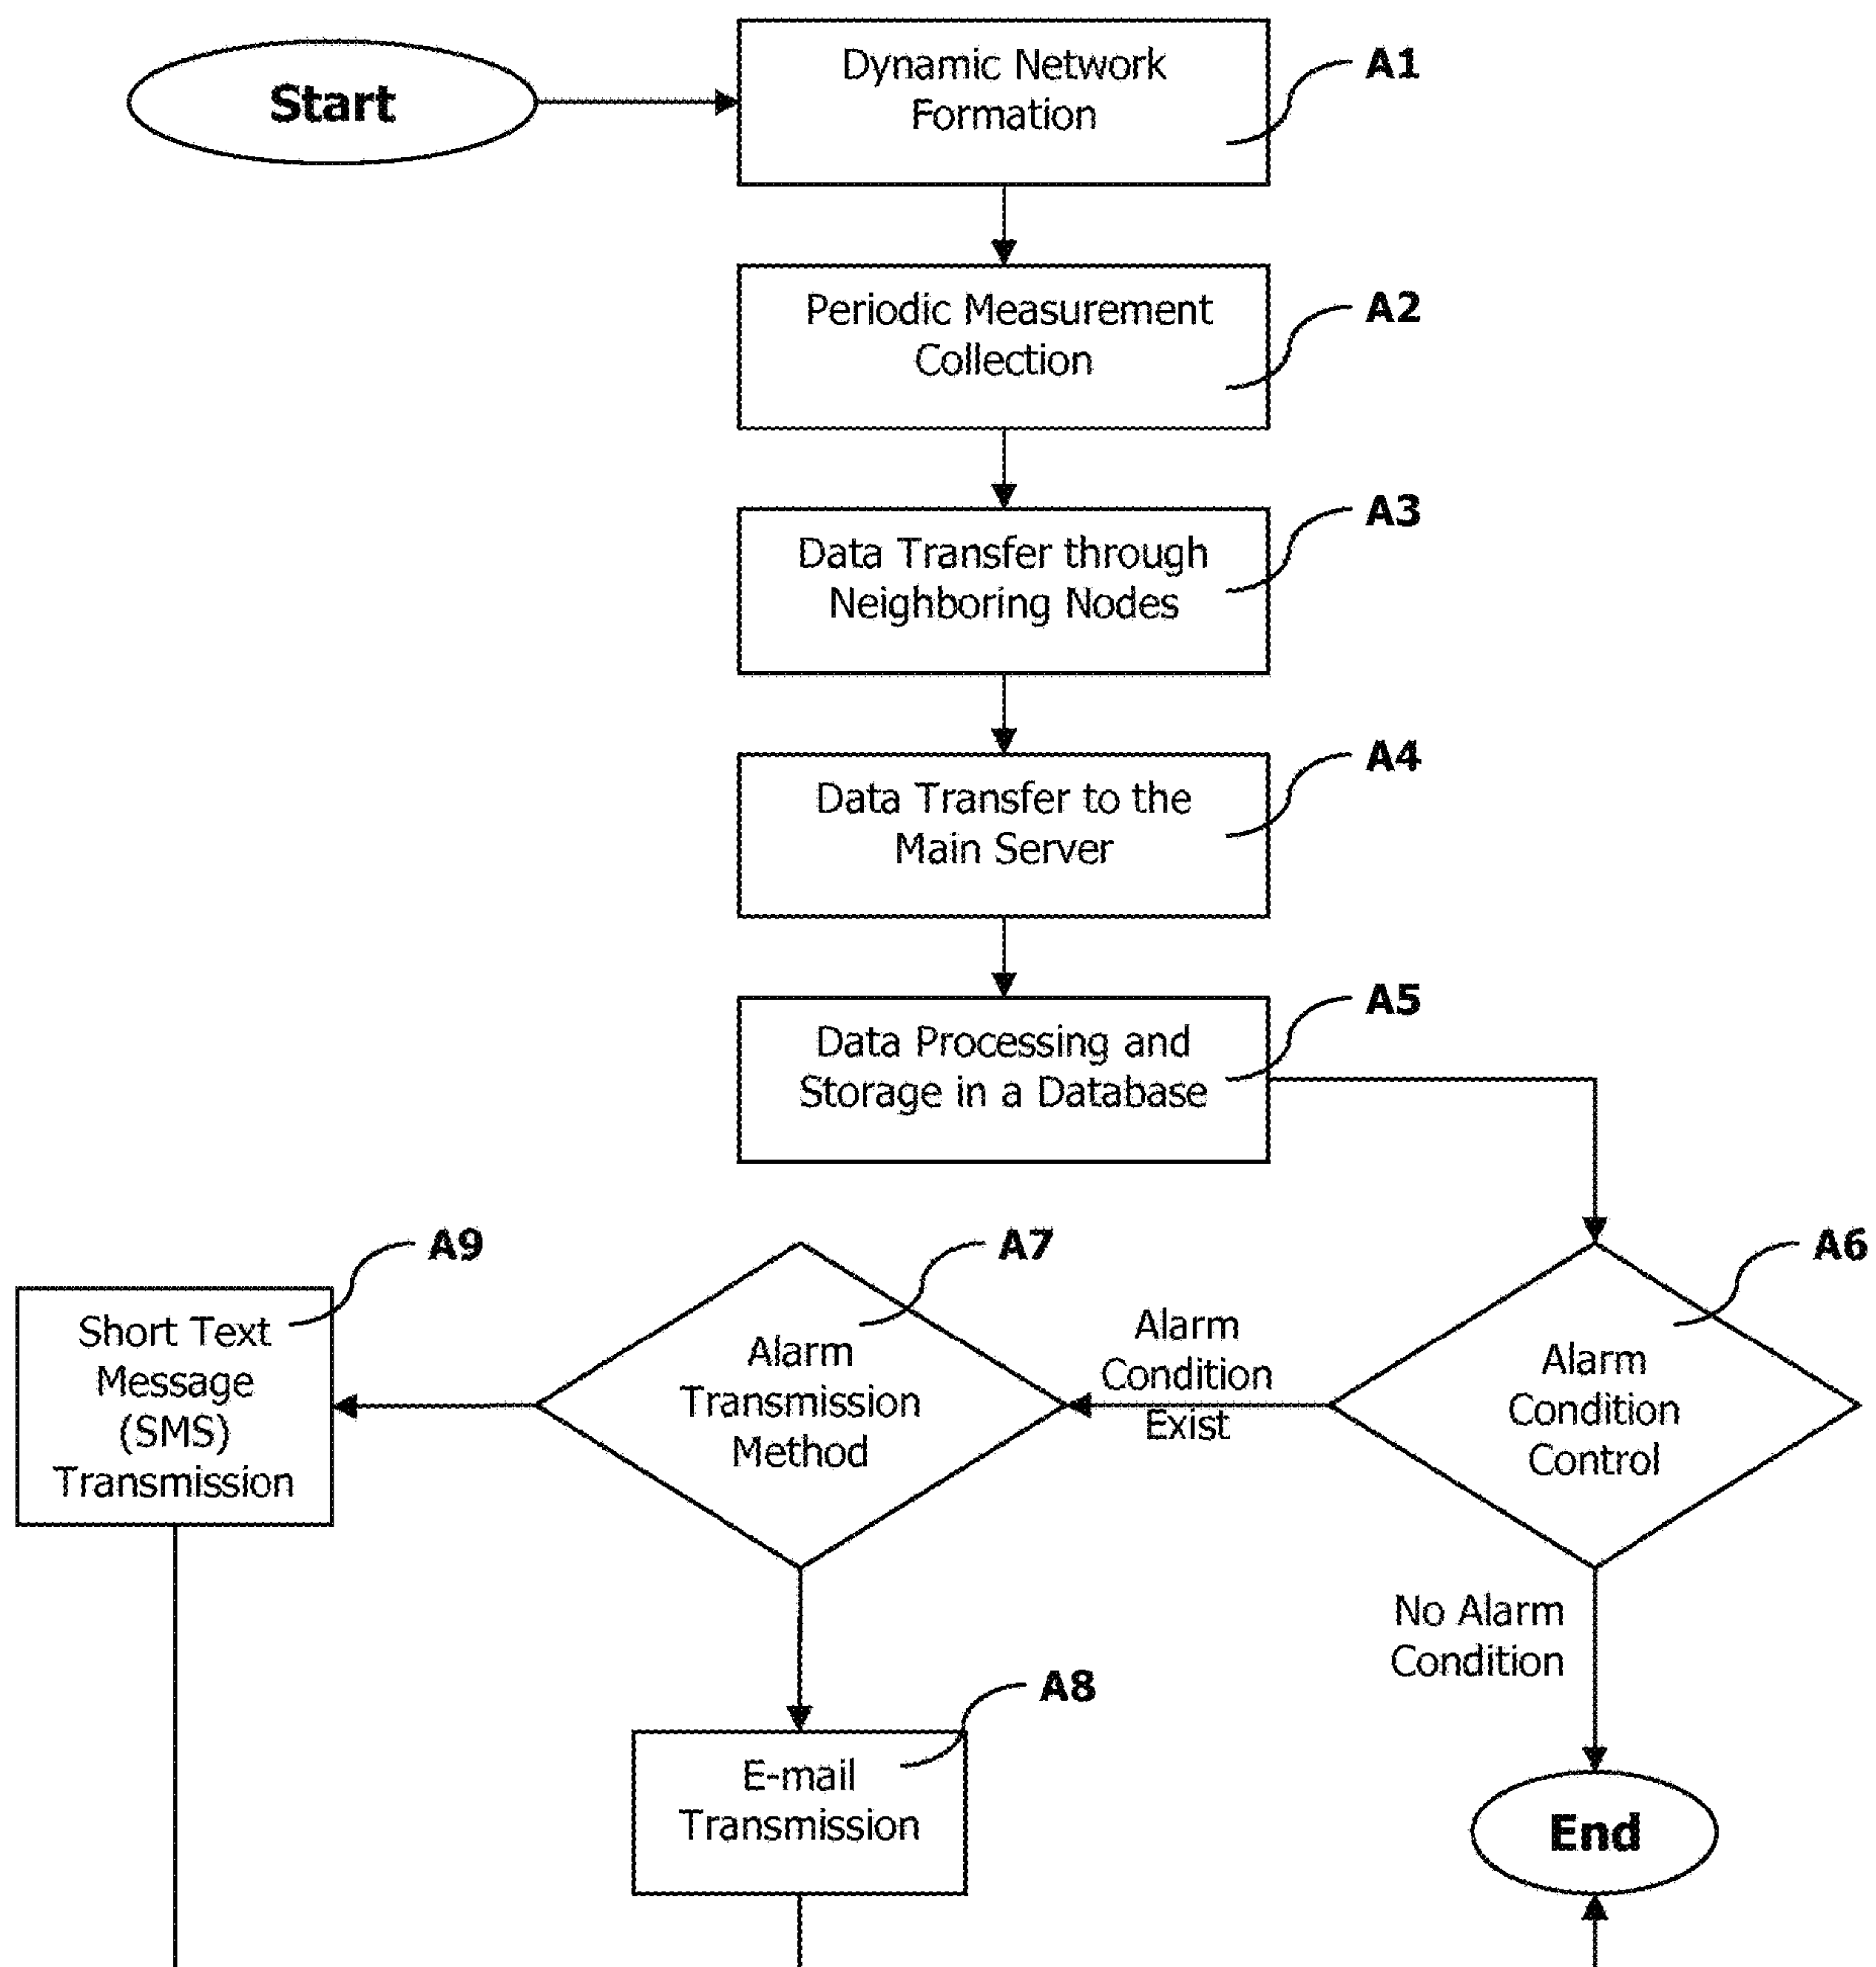 Start
Dynamic Network
Formation
A1
Periodic Measurement
Collection
A2
Data Transfer through
Neighboring Nodes
A3
Data Transfer to the
Main Server
A4
Data Processing and
Storage in a Database
A5
Alarm
Condition
Control
A6
Alarm
Condition
Exist
Alarm
Transmission
Method
A7
Short Text
Message
(SMS)
Transmission
A9
No Alarm
Condition
E-mail
Transmission
A8
End